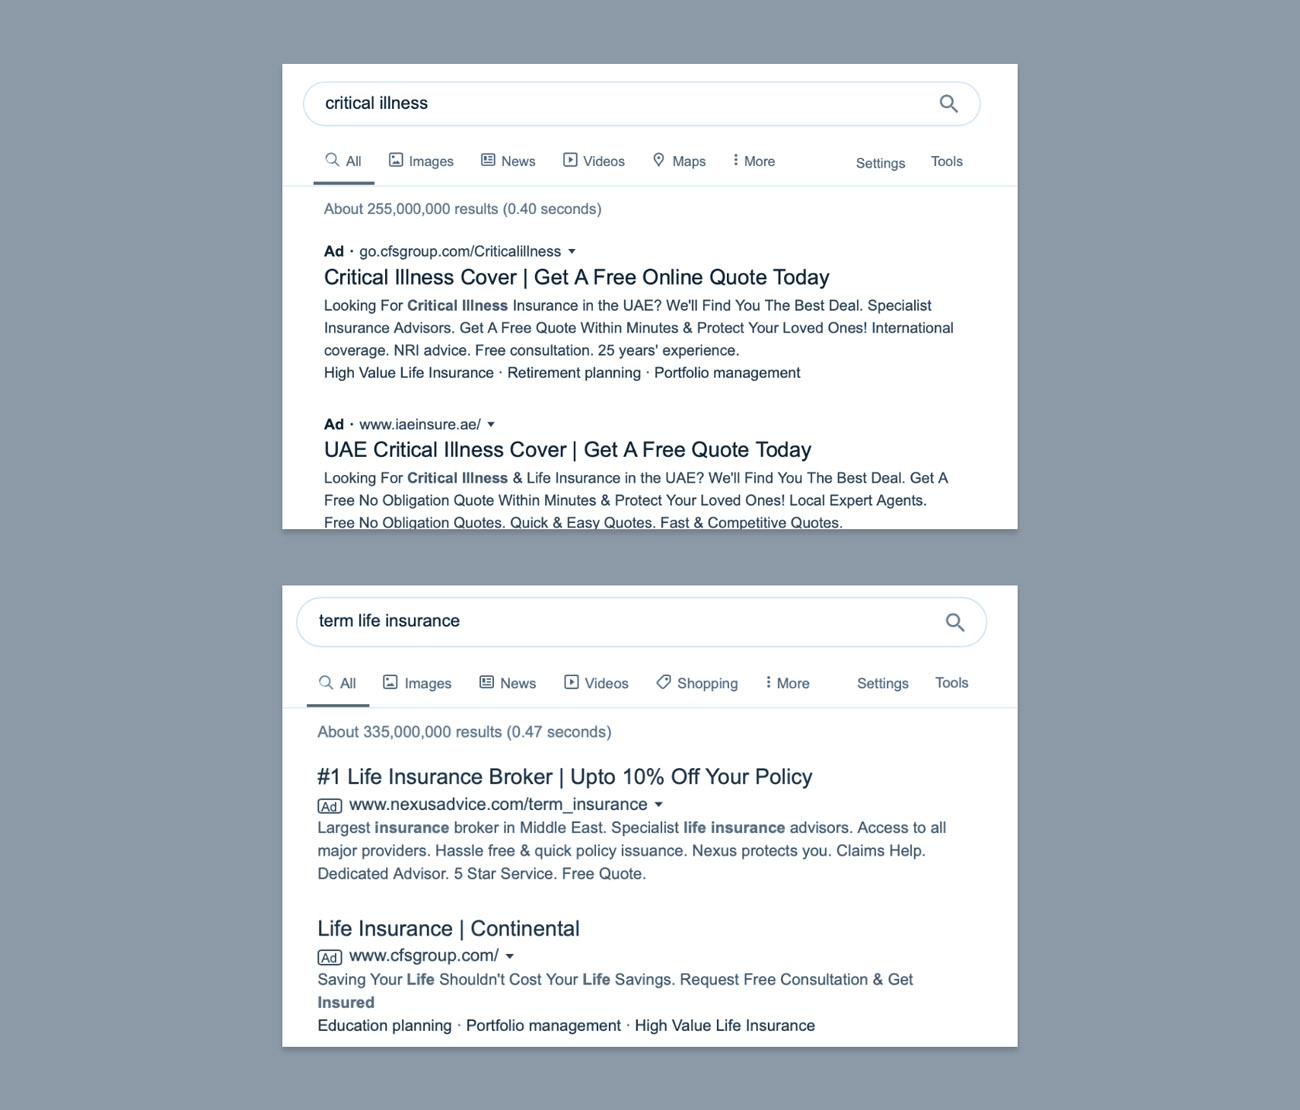 critical illness
All Images News Videos Maps More Settings Tools
About 255,000,000 results (0.40 seconds)
Ad · go.cfsgroup.com/Criticalillness
Critical Illness Cover | Get A Free Online Quote Today
Looking For Critical Illness Insurance in the UAE? We'll Find You The Best Deal. Specialist
Insurance Advisors. Get A Free Quote Within Minutes & Protect Your Loved Ones! International
coverage. NRI advice. Free consultation. 25 years' experience.
High Value Life Insurance · Retirement planning · Portfolio management
Ad · www.iaeinsure.ae/
UAE Critical Illness Cover | Get A Free Quote Today
Looking For Critical Illness & Life Insurance in the UAE? We'll Find You The Best Deal. Get A
Free No Obligation Quote Within Minutes & Protect Your Loved Ones! Local Expert Agents.
Free No Obligation Quotes. Quick & Easy Quotes. Fast & Competitive Quotes.
term life insurance
All Images News Videos Shopping More Settings Tools
About 335,000,000 results (0.47 seconds)
#1 Life Insurance Broker | Upto 10% Off Your Policy
Ad www.nexusadvice.com/term_insurance
Largest insurance broker in Middle East. Specialist life insurance advisors. Access to all
major providers. Hassle free & quick policy issuance. Nexus protects you. Claims Help.
Dedicated Advisor. 5 Star Service. Free Quote.
Life Insurance | Continental
Ad www.cfsgroup.com/
Saving Your Life Shouldn't Cost Your Life Savings. Request Free Consultation & Get
Insured
Education planning · Portfolio management · High Value Life Insurance